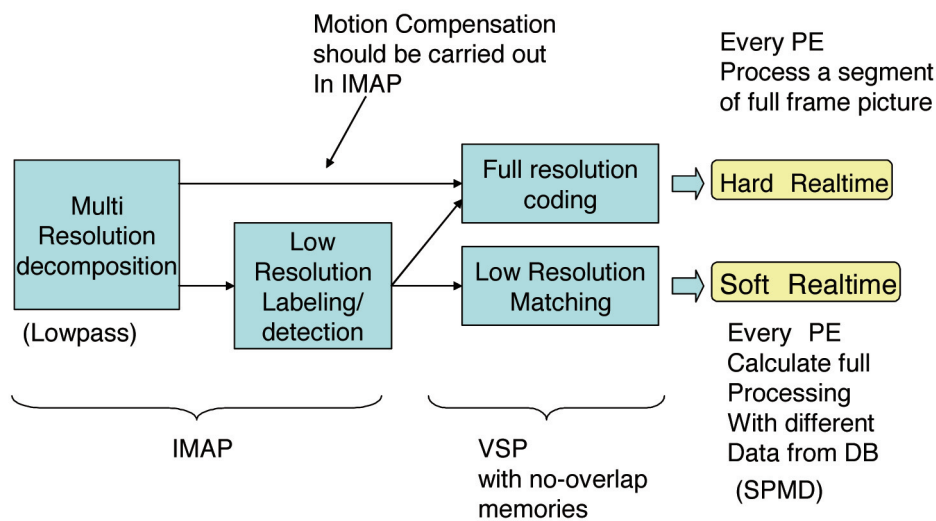 Motion Compensation
should be carried out
In IMAP
Every PE
Process a segment
of full frame picture
Multi
Resolution
decomposition
(Lowpass)
Low
Resolution
Labeling/
detection
Full resolution
coding
Low Resolution
Matching
Hard Realtime
Soft Realtime
Every PE
Calculate full
Processing
With different
Data from DB
(SPMD)
IMAP
VSP
with no-overlap
memories